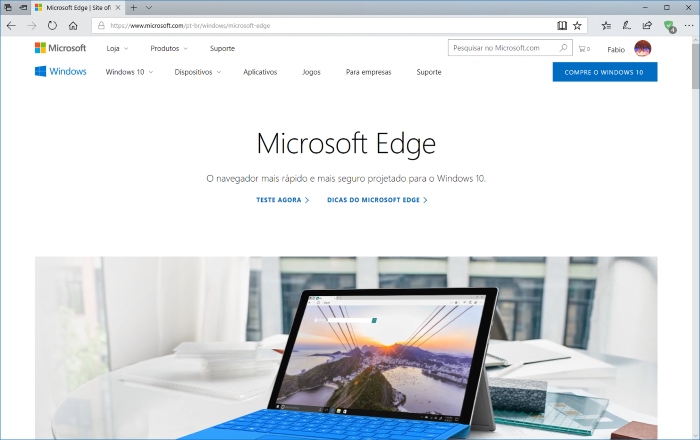 Microsoft Edge | Site ofi
https://www.microsoft.com/pt-br/windows/microsoft-edge
4
Microsoft Loja Produtos Suporte Pesquisar no Microsoft.com 0 Fabio
Windows Windows 10 Dispositivos Aplicativos Jogos Para empresas Suporte COMPRE O WINDOWS 10
Microsoft Edge
O navegador mais rápido e mais seguro projetado para o Windows 10.
TESTE AGORA DICAS DO MICROSOFT EDGE